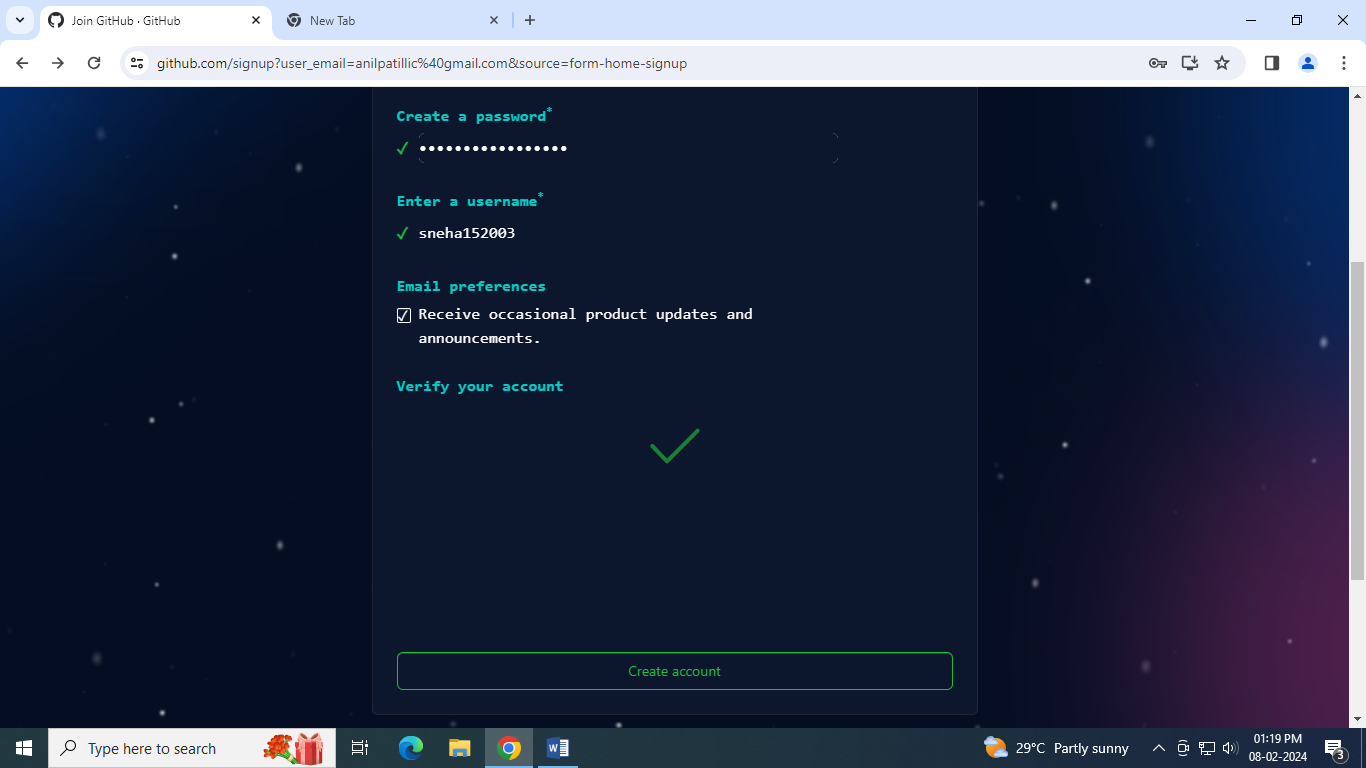 Join GitHub · GitHub
New Tab
github.com/signup?user_email=anilpatillic%40gmail.com&source=form-home-signup
Create a password*
•••••••••••••••••
Enter a username*
sneha152003
Email preferences
Receive occasional product updates and
announcements.
Verify your account
Create account
Type here to search
29°C Partly sunny
01:19 PM
08-02-2024
3